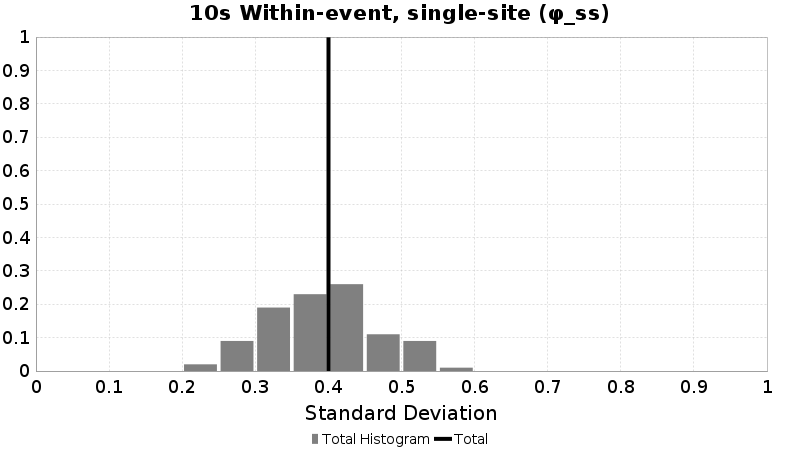 10s Within-event, single-site (φ_ss)
1
0.9
0.8
0.7
0.6
0.5
0.4
0.3
0.2
0.1
0
0 0.1 0.2 0.3 0.4 0.5 0.6 0.7 0.8 0.9 1
Standard Deviation
Total Histogram Total